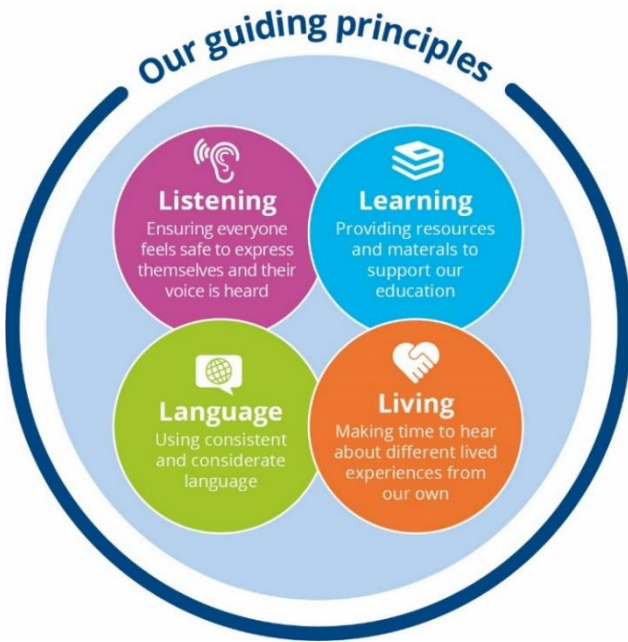 Our guiding principles
Listening
Ensuring everyone
feels safe to express
themselves and their
voice is heard
Learning
Providing resources
and materals to
support our
education
Language
Using consistent
and considerate
language
Living
Making time to hear
about different lived
experiences from
our own